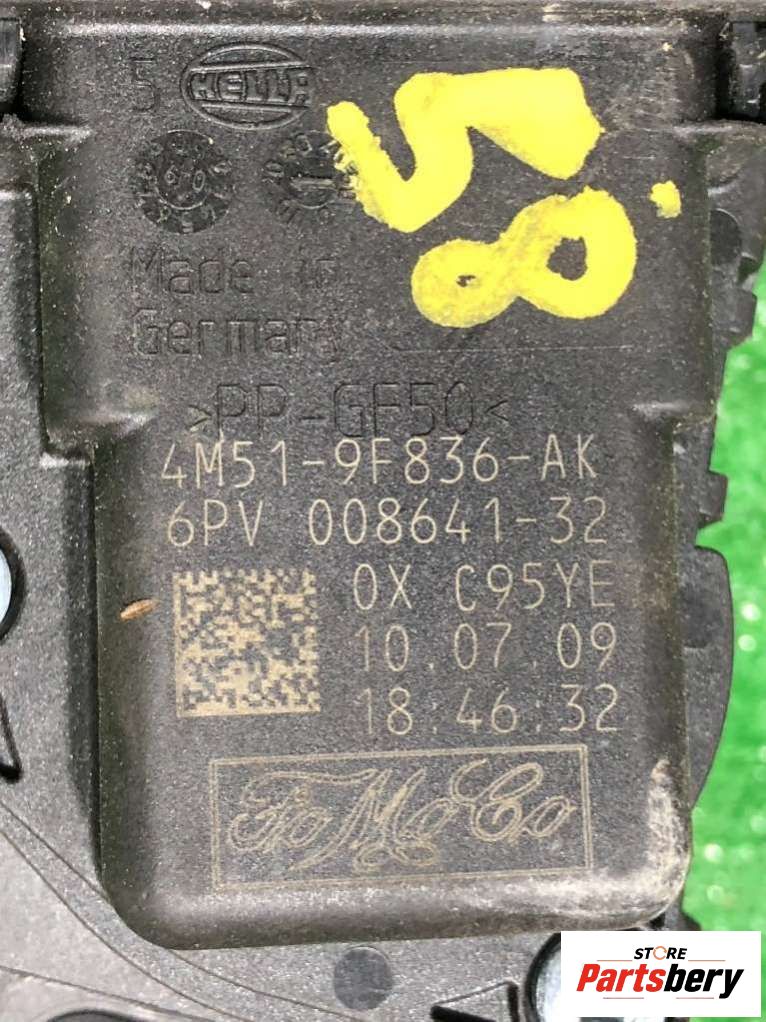 5 HELLA
58
Made in
Germany
>PP-GF50<
4M51-9F836-AK
6PV 008641-32
0X C95YE
10.07.09
18:46:32
FoMoCo
STORE
Partsbery